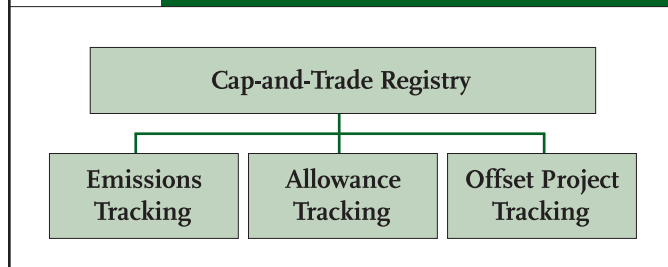 Cap-and-Trade Registry
Emissions
Tracking
Allowance
Tracking
Offset Project
Tracking